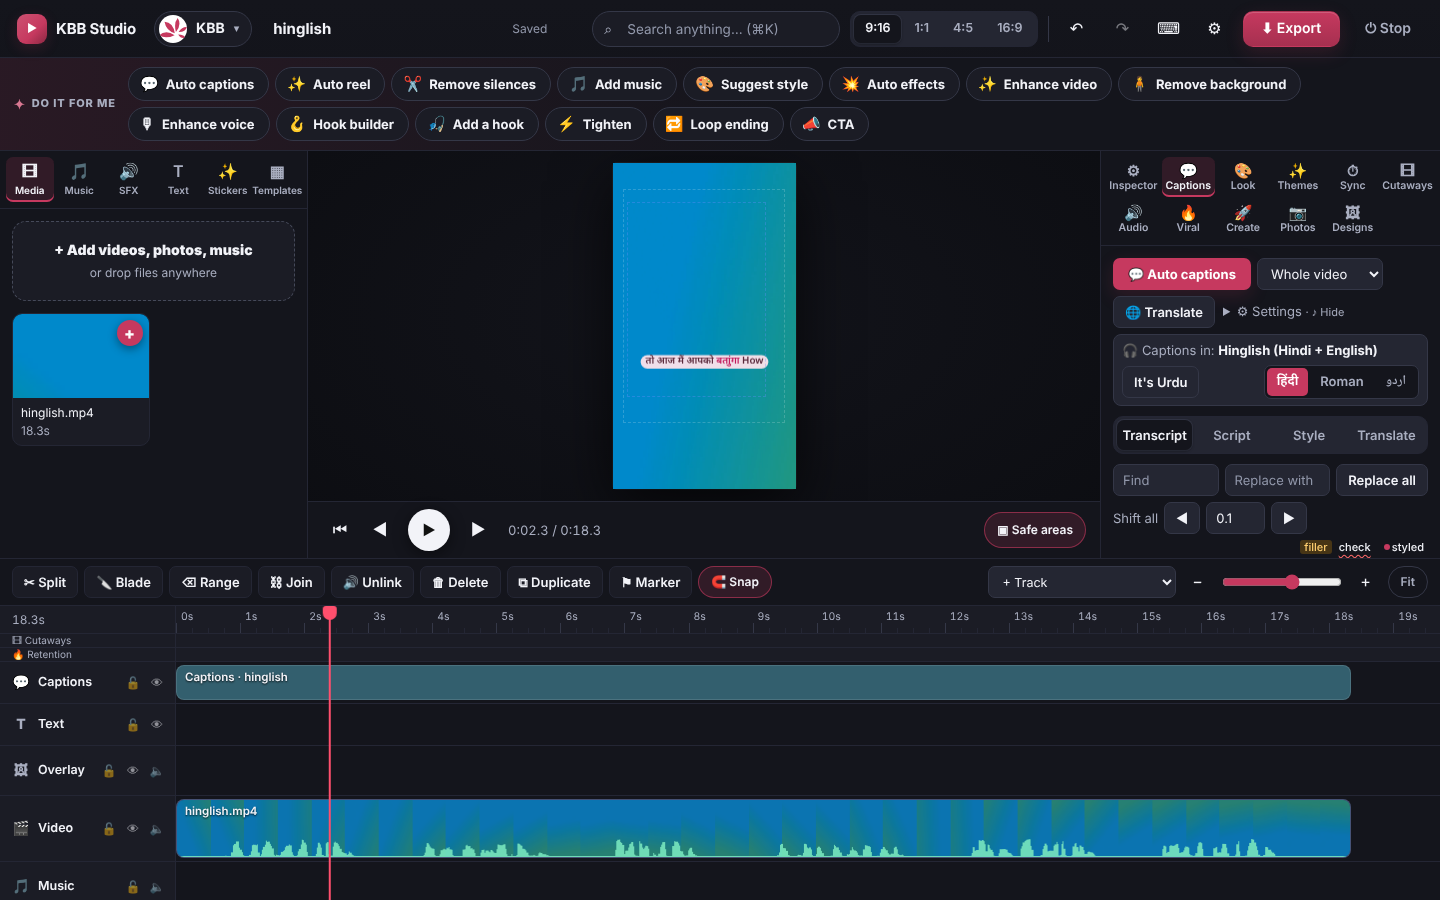 KBB Studio
KBB
hinglish
Saved
Search anything... (⌘K)
9:16 1:1 4:5 16:9
Export
Stop
DO IT FOR ME
Auto captions
Auto reel
Remove silences
Add music
Suggest style
Auto effects
Enhance video
Remove background
Enhance voice
Hook builder
Add a hook
Tighten
Loop ending
CTA
Media
Music
SFX
Text
Stickers
Templates
+ Add videos, photos, music
or drop files anywhere
hinglish.mp4
18.3s
तो आज मै आपको बतुंगा How
0:02.3 / 0:18.3
Safe areas
Inspector
Captions
Look
Themes
Sync
Cutaways
Audio
Viral
Create
Photos
Designs
Auto captions
Whole video
Translate
Settings · ♪ Hide
Captions in: Hinglish (Hindi + English)
It's Urdu
हिंदी
Roman
اردو
Transcript
Script
Style
Translate
Find
Replace with
Replace all
Shift all
0.1
filler check styled
Split
Blade
Range
Join
Unlink
Delete
Duplicate
Marker
Snap
+ Track
Fit
18.3s
0s 1s 2s 3s 4s 5s 6s 7s 8s 9s 10s 11s 12s 13s 14s 15s 16s 17s 18s 19s
Cutaways
Retention
Captions
Captions · hinglish
Text
Overlay
Video
hinglish.mp4
Music